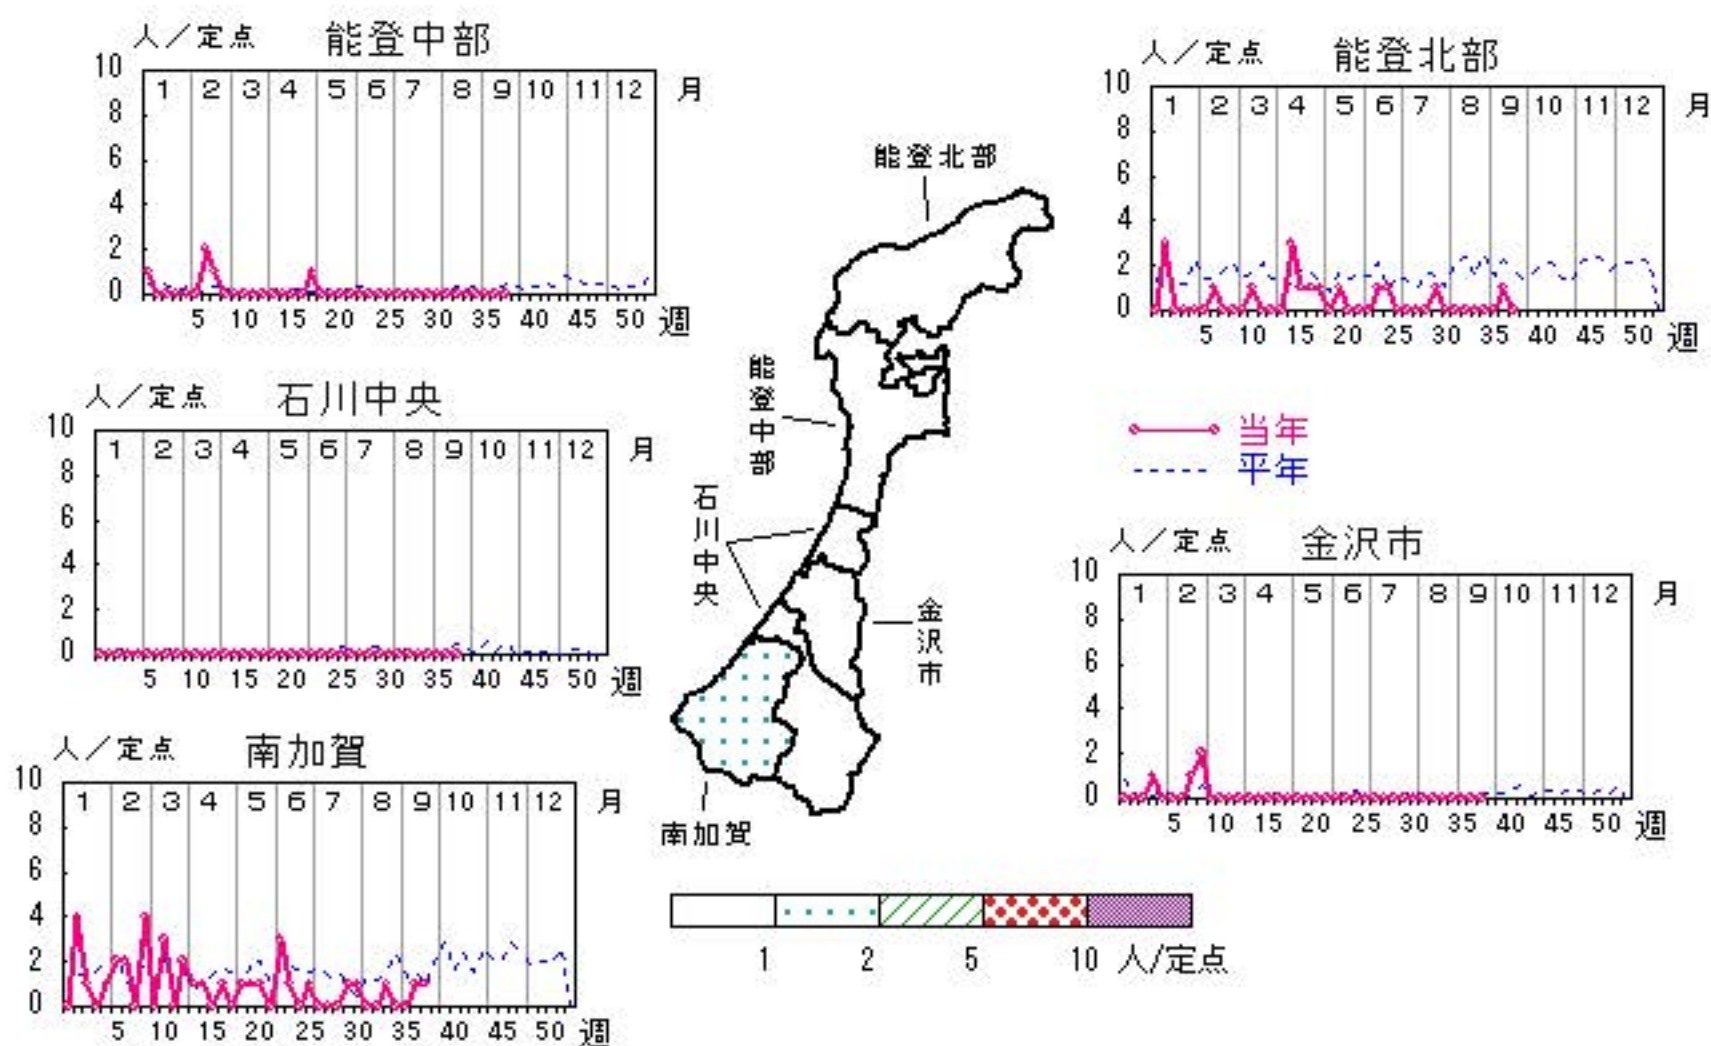 人／定点 能登中部
10 8 6 4 2 0
1 2 3 4 5 6 7 8 9 10 11 12 月
5 10 15 20 25 30 35 40 45 50 週
人／定点 能登北部
10 8 6 4 2 0
1 2 3 4 5 6 7 8 9 10 11 12 月
5 10 15 20 25 30 35 40 45 50 週
人／定点 石川中央
10 8 6 4 2 0
1 2 3 4 5 6 7 8 9 10 11 12 月
5 10 15 20 25 30 35 40 45 50 週
能登北部
能登中部
石川中央
金沢市
南加賀
当年
平年
人／定点 金沢市
10 8 6 4 2 0
1 2 3 4 5 6 7 8 9 10 11 12 月
5 10 15 20 25 30 35 40 45 50 週
人／定点 南加賀
10 8 6 4 2 0
1 2 3 4 5 6 7 8 9 10 11 12 月
5 10 15 20 25 30 35 40 45 50 週
1 2 5 10 人/定点